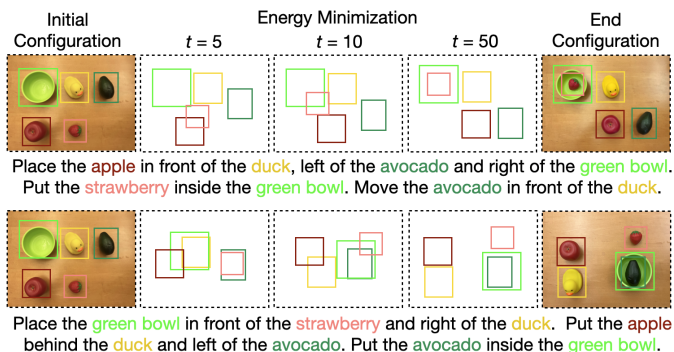 Initial Configuration
Energy Minimization
t = 5
t = 10
t = 50
End Configuration
Place the apple in front of the duck, left of the avocado and right of the green bowl.
Put the strawberry inside the green bowl. Move the avocado in front of the duck.
Place the green bowl in front of the strawberry and right of the duck.  Put the apple
behind the duck and left of the avocado. Put the avocado inside the green bowl.